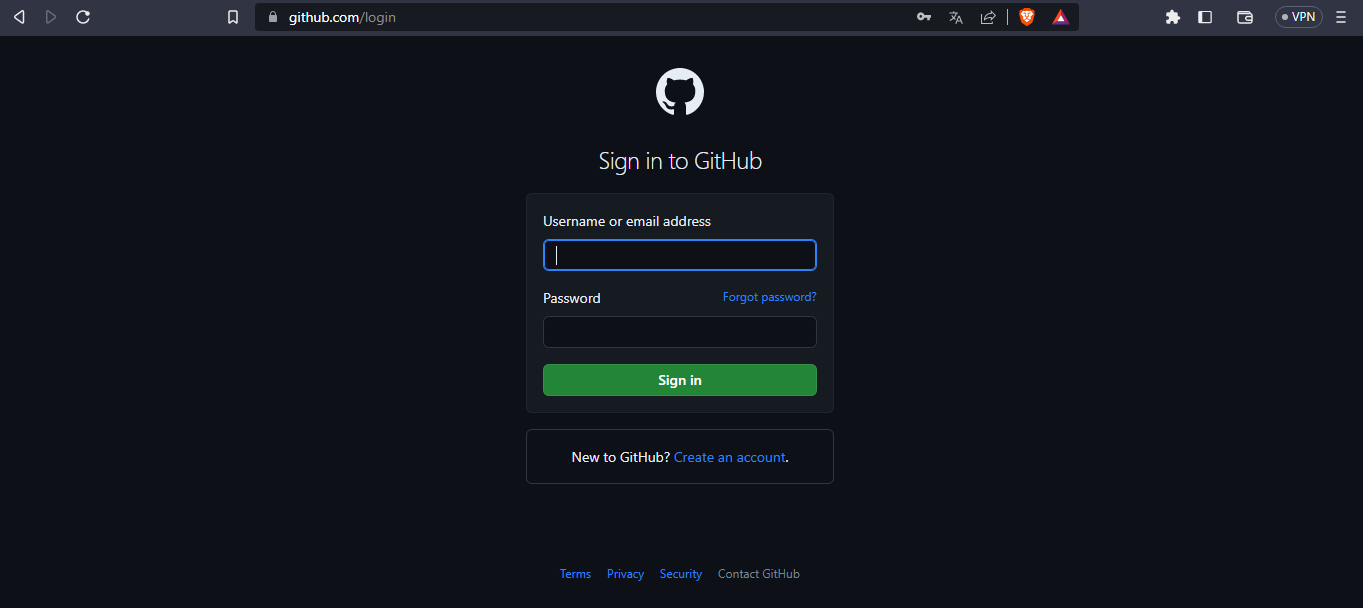 github.com/login
VPN
Sign in to GitHub
Username or email address
Password
Forgot password?
Sign in
New to GitHub? Create an account.
Terms Privacy Security Contact GitHub